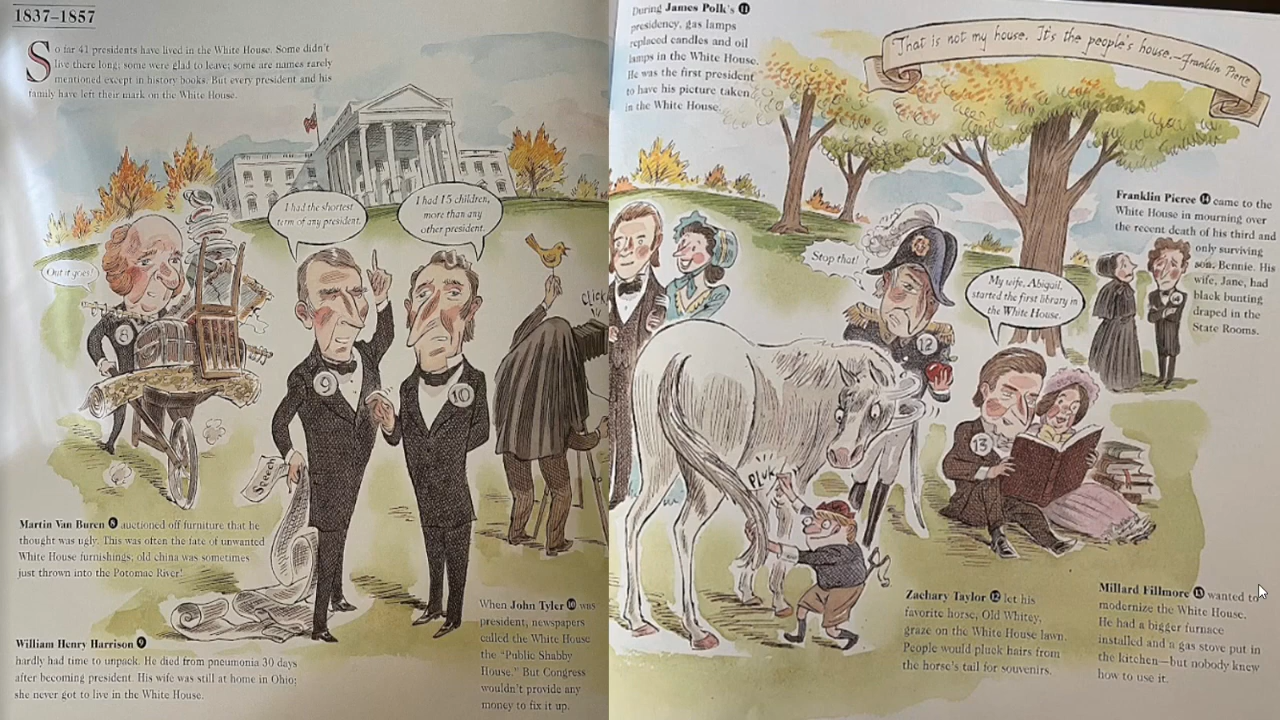 1837–1857
So far 41 presidents have lived in the White House. Some didn't
live there long; some were glad to leave; some are names rarely
mentioned except in history books. But every president and his
family have left their mark on the White House.
Out it goes!
8
I had the shortest
term of any president.
I had 15 children,
more than any
other president.
9
10
Click
Speech
Martin Van Buren 8 auctioned off furniture that he
thought was ugly. This was often the fate of unwanted
White House furnishings, old china was sometimes
just thrown into the Potomac River!
William Henry Harrison 9
hardly had time to unpack. He died from pneumonia 30 days
after becoming president. His wife was still at home in Ohio;
she never got to live in the White House.
When John Tyler 10 was
president, newspapers
called the White House
the “Public Shabby
House.” But Congress
wouldn't provide any
money to fix it up.
During James Polk's 11
presidency, gas lamps
replaced candles and oil
lamps in the White House.
He was the first president
to have his picture taken
in the White House.
That is not my house. It's the people's house.—Franklin Pierce
Stop that!
12
My wife, Abigail,
started the first library in
the White House.
13
14
Pluk
Franklin Pierce 14 came to the
White House in mourning over
the recent death of his third and
only surviving
son, Bennie. His
wife, Jane, had
black bunting
draped in the
State Rooms.
Zachary Taylor 12 let his
favorite horse, Old Whitey,
graze on the White House lawn.
People would pluck hairs from
the horse's tail for souvenirs.
Millard Fillmore 13 wanted to
modernize the White House.
He had a bigger furnace
installed and a gas stove put in
the kitchen—but nobody knew
how to use it.